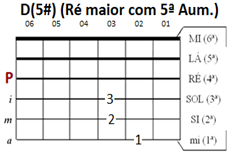 D(5#) (Ré maior com 5ª Aum.)
06 05 04 03 02 01
MI (6ª)
LÁ (5ª)
P RÉ (4ª)
i 3 SOL (3ª)
m 2 SI (2ª)
a 1 mi (1ª)